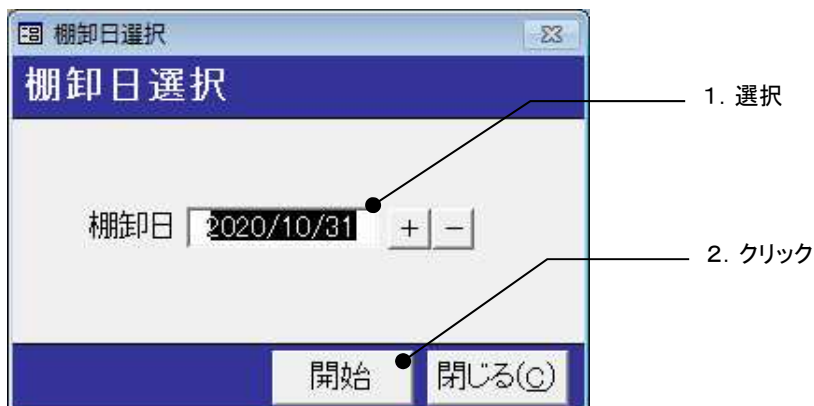 棚卸日選択
棚卸日選択
1．選択
棚卸日 2020/10/31 + −
2．クリック
開始 閉じる(C)